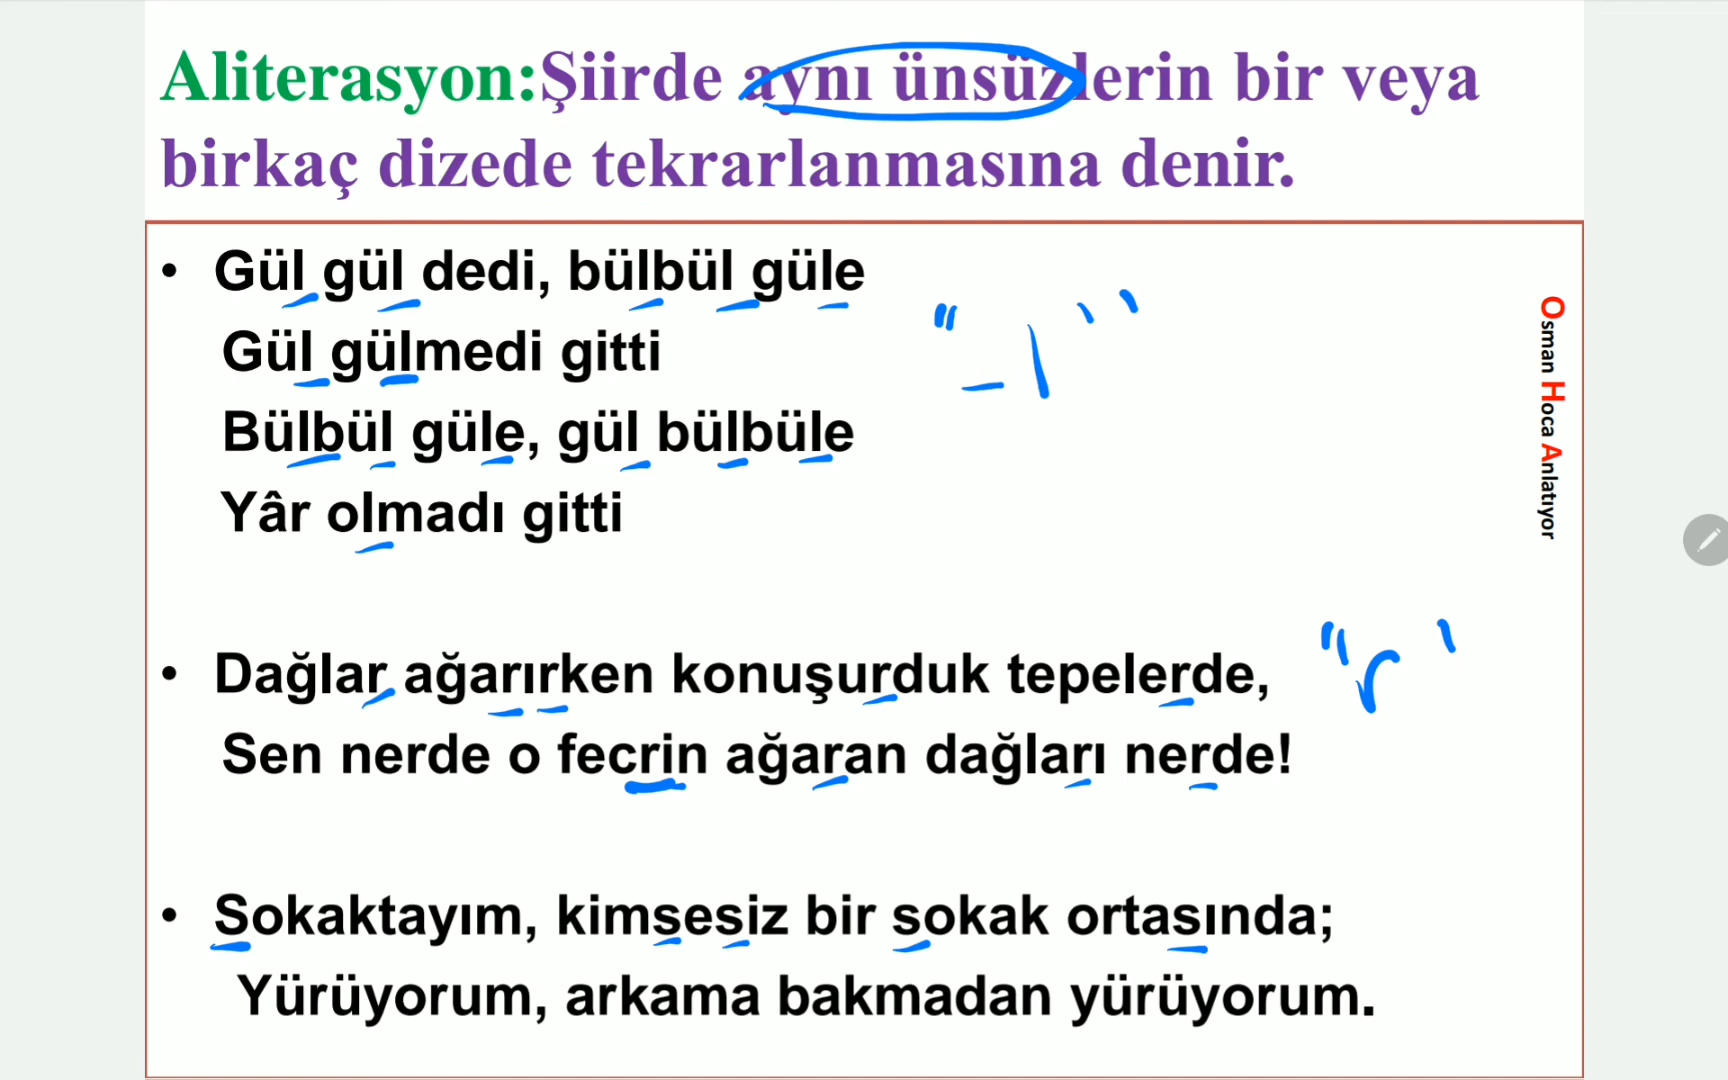 Aliterasyon:Şiirde aynı ünsüzlerin bir veya
birkaç dizede tekrarlanmasına denir.
• Gül gül dedi, bülbül güle
Gül gülmedi gitti
Bülbül güle, gül bülbüle
Yâr olmadı gitti
"_l"
• Dağlar ağarırken konuşurduk tepelerde,
Sen nerde o fecrin ağaran dağları nerde!
"r"
• Sokaktayım, kimsesiz bir sokak ortasında;
Yürüyorum, arkama bakmadan yürüyorum.
Osman Hoca Anlatıyor